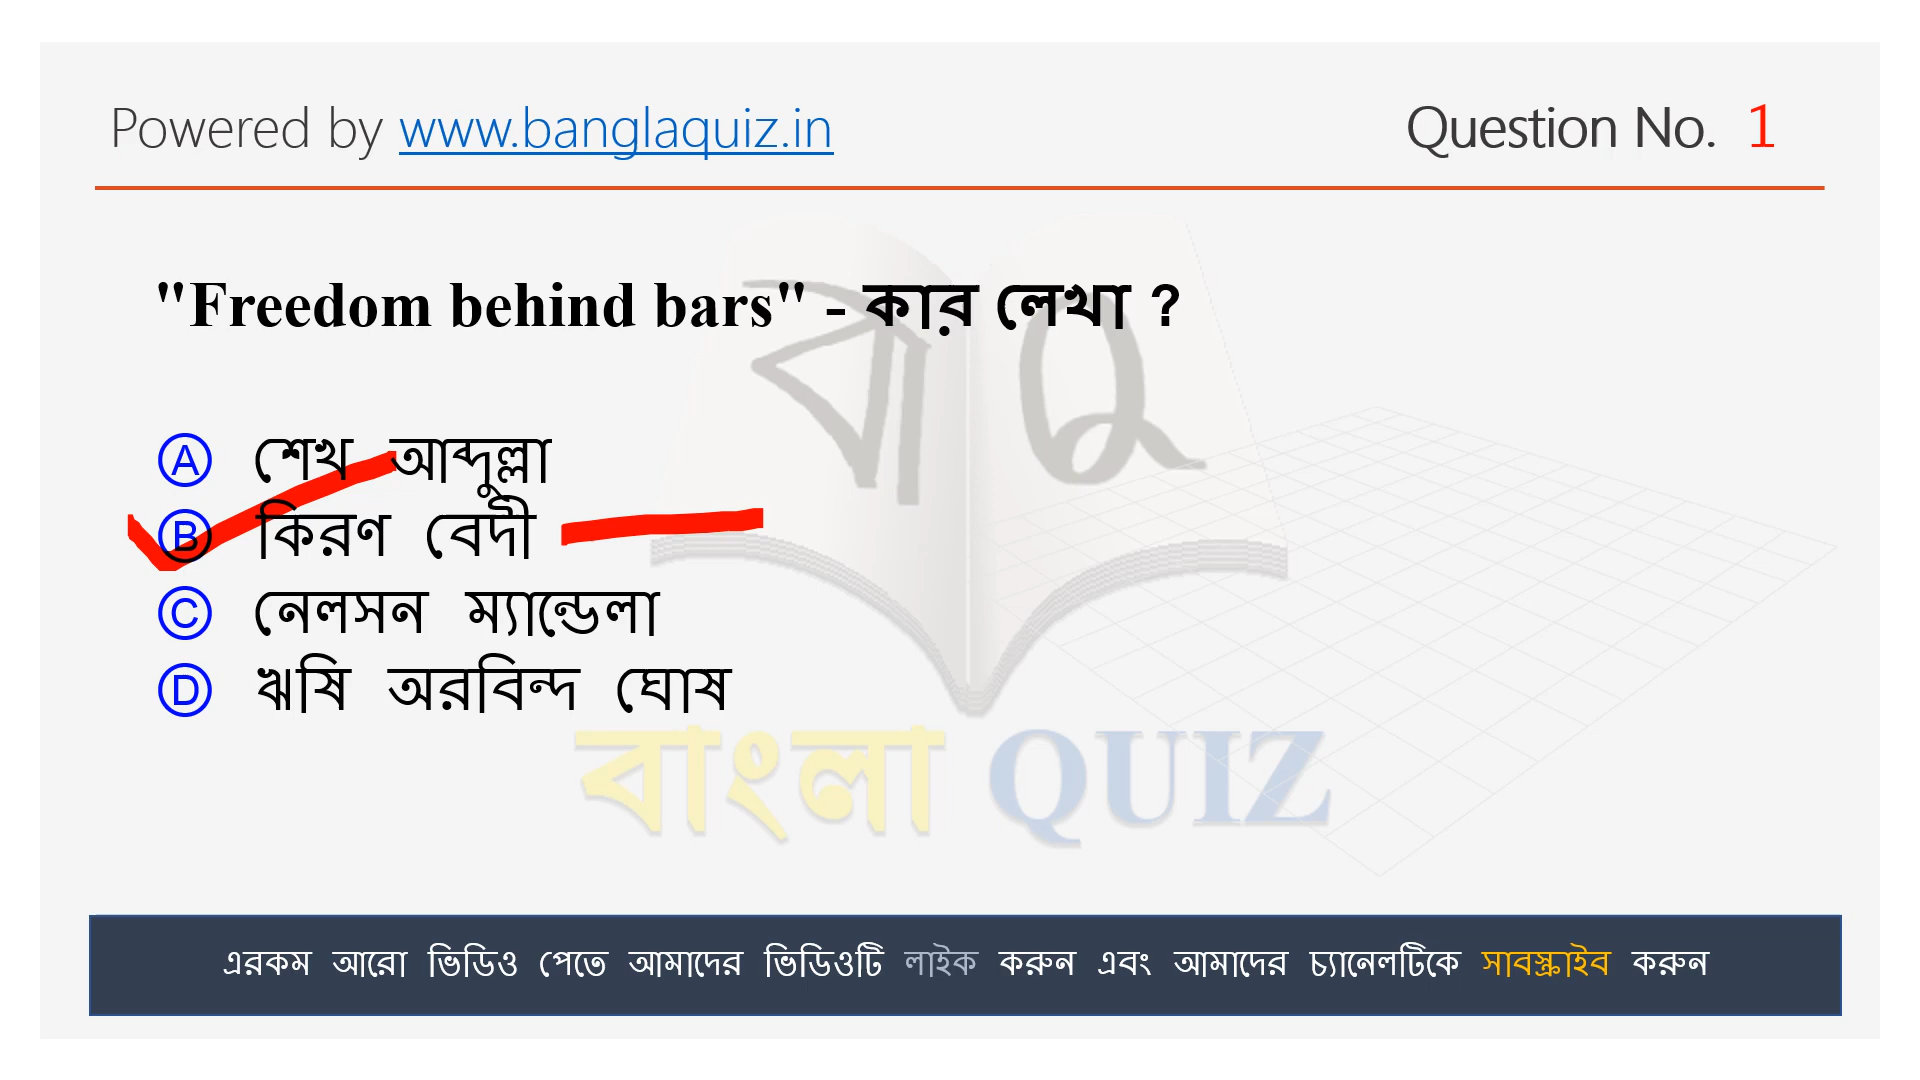 Powered by www.banglaquiz.in
Question No. 1
"Freedom behind bars" - কার লেখা ?
Ⓐ শেখ আব্দুল্লা
Ⓑ কিরণ বেদী
Ⓒ নেলসন ম্যান্ডেলা
Ⓓ ঋষি অরবিন্দ ঘোষ
বা Q
বাংলা QUIZ
এরকম আরো ভিডিও পেতে আমাদের ভিডিওটি লাইক করুন এবং আমাদের চ্যানেলটিকে সাবস্ক্রাইব করুন